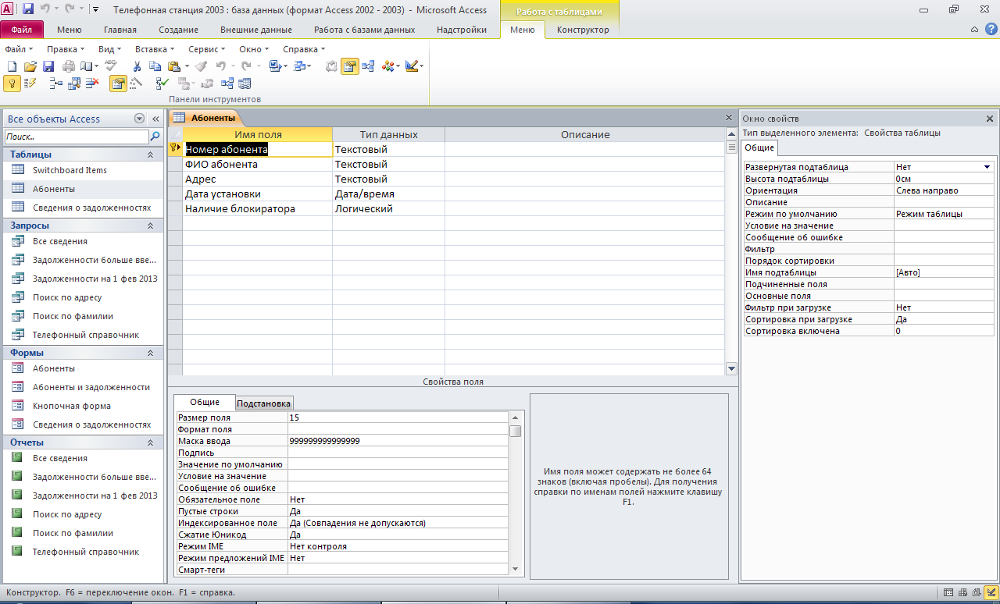 Телефонная станция 2003 : база данных (формат Access 2002 - 2003) - Microsoft Access
Работа с таблицами
Файл Меню Главная Создание Внешние данные Работа с базами данных Надстройки Меню Конструктор
Файл Правка Вид Вставка Сервис Окно Справка
Панели инструментов
Все объекты Access
Поиск...
Таблицы
Switchboard Items
Абоненты
Сведения о задолженностях
Запросы
Все сведения
Задолженности больше вве...
Задолженности на 1 фев 2013
Поиск по адресу
Поиск по фамилии
Телефонный справочник
Формы
Абоненты
Абоненты и задолженности
Кнопочная форма
Сведения о задолженностях
Отчеты
Все сведения
Задолженности больше вве...
Задолженности на 1 фев 2013
Поиск по адресу
Поиск по фамилии
Телефонный справочник
Абоненты
Имя поля Тип данных Описание
Номер абонента Текстовый
ФИО абонента Текстовый
Адрес Текстовый
Дата установки Дата/время
Наличие блокиратора Логический
Свойства поля
Общие Подстановка
Размер поля 15
Формат поля
Маска ввода 999999999999999
Подпись
Значение по умолчанию
Условие на значение
Сообщение об ошибке
Обязательное поле Нет
Пустые строки Да
Индексированное поле Да (Совпадения не допускаются)
Сжатие Юникод Да
Режим IME Нет контроля
Режим предложений IME Нет
Смарт-теги
Имя поля может содержать не более 64
знаков (включая пробелы). Для получения
справки по именам полей нажмите клавишу
F1.
Окно свойств
Тип выделенного элемента: Свойства таблицы
Общие
Развернутая подтаблица Нет
Высота подтаблицы 0см
Ориентация Слева направо
Описание
Режим по умолчанию Режим таблицы
Условие на значение
Сообщение об ошибке
Фильтр
Порядок сортировки
Имя подтаблицы [Авто]
Подчиненные поля
Основные поля
Фильтр при загрузке Нет
Сортировка при загрузке Да
Сортировка включена 0
Конструктор. F6 = переключение окон. F1 = справка.